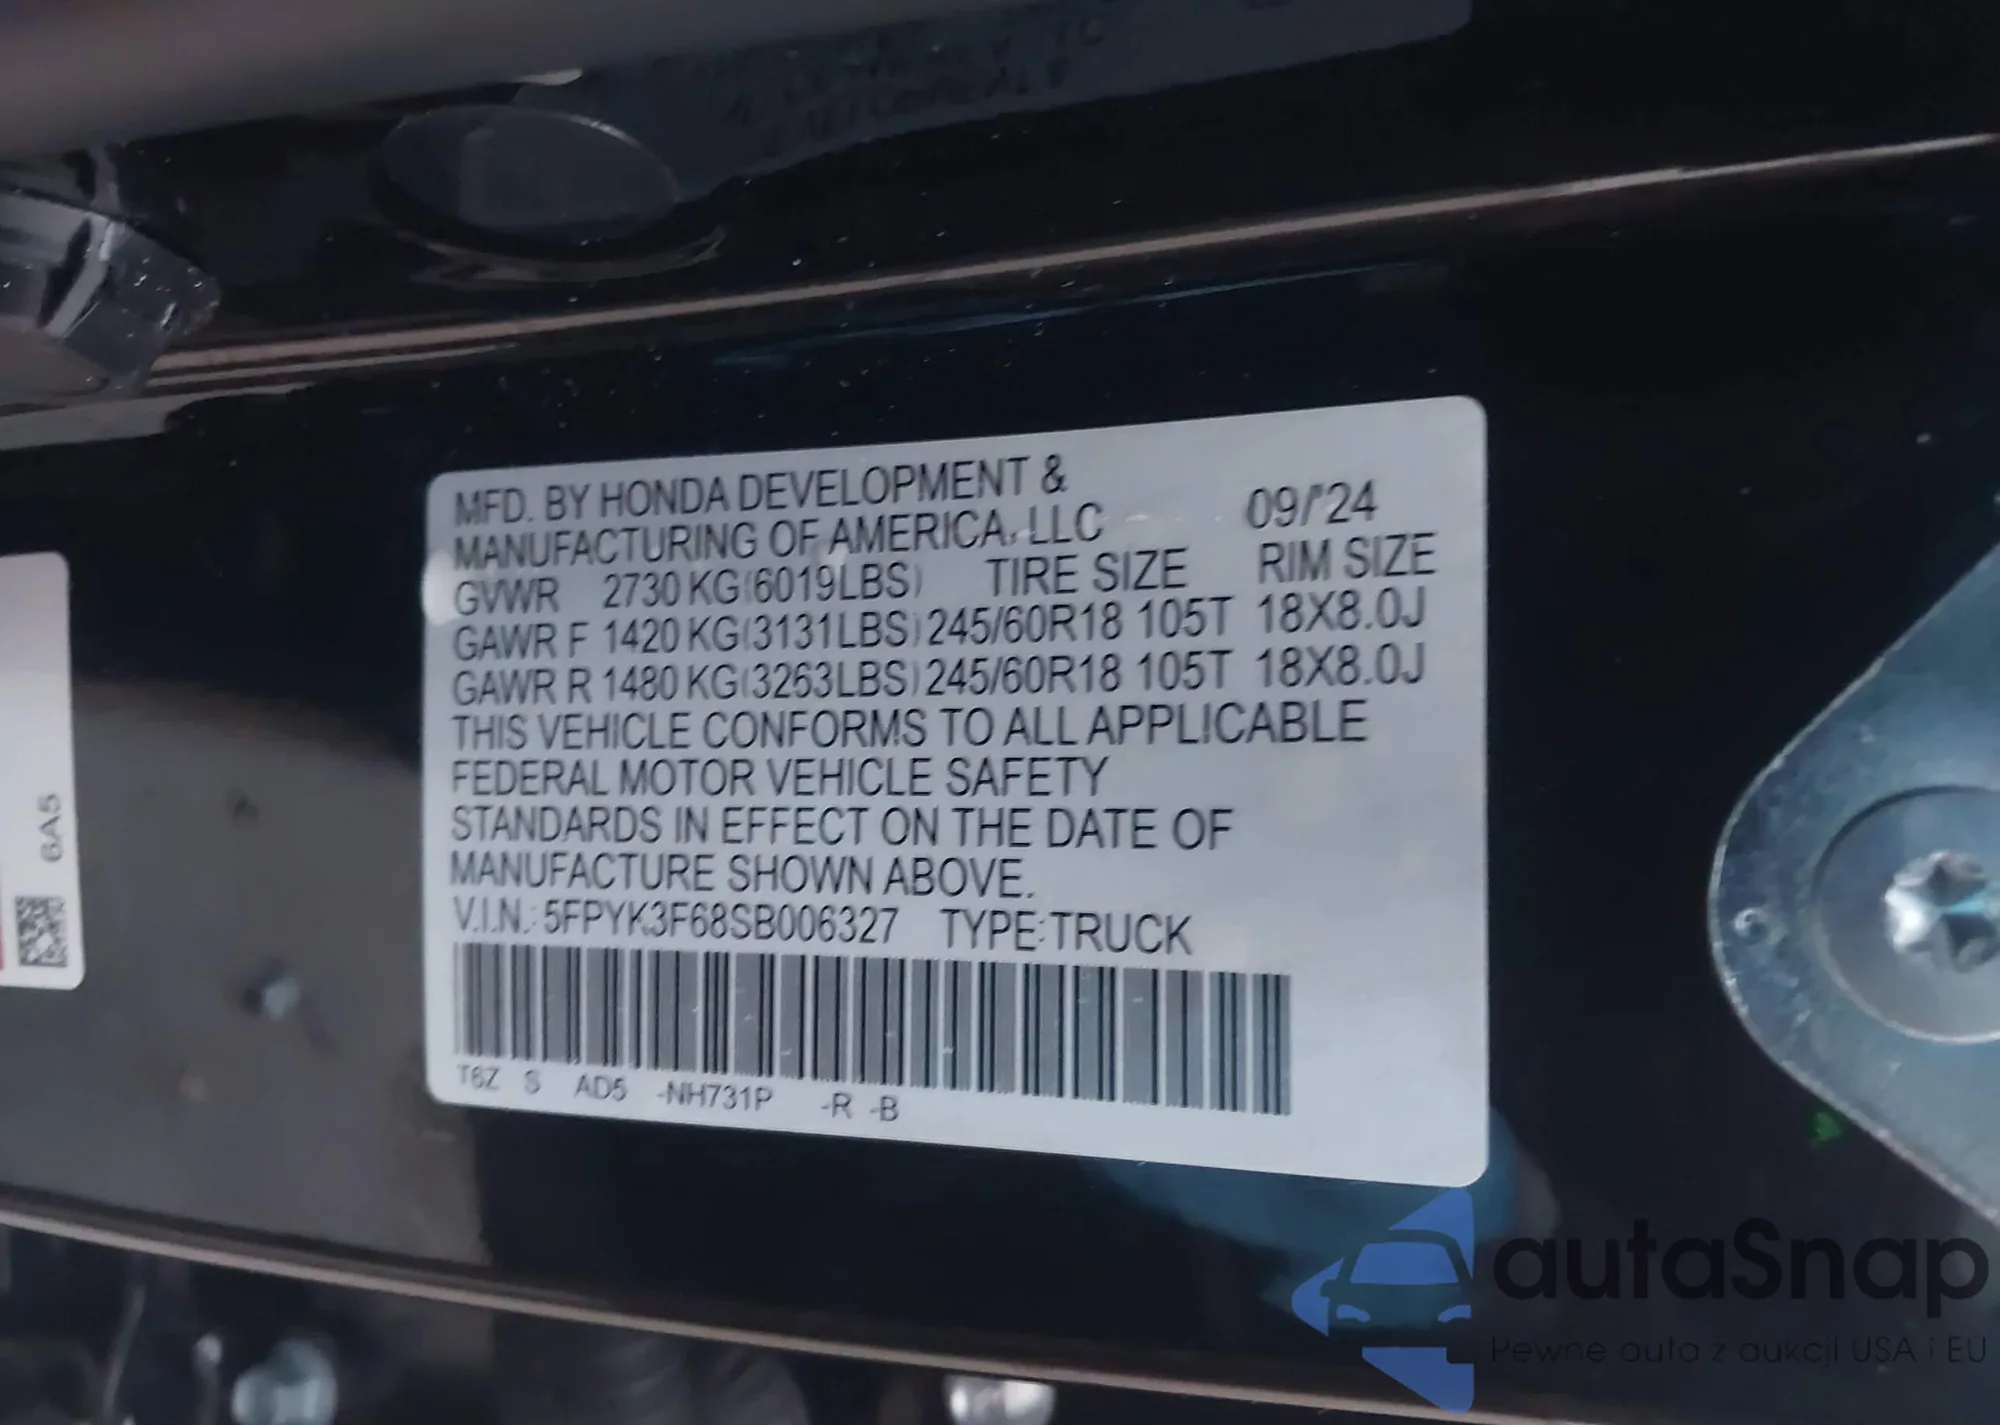 MFD. BY HONDA DEVELOPMENT &
MANUFACTURING OF AMERICA, LLC 09/'24
GVWR 2730 KG(6019LBS) TIRE SIZE RIM SIZE
GAWR F 1420 KG(3131LBS) 245/60R18 105T 18X8.0J
GAWR R 1480 KG(3263LBS) 245/60R18 105T 18X8.0J
THIS VEHICLE CONFORMS TO ALL APPLICABLE
FEDERAL MOTOR VEHICLE SAFETY
STANDARDS IN EFFECT ON THE DATE OF
MANUFACTURE SHOWN ABOVE.
V.I.N.: 5FPYK3F68SB006327 TYPE:TRUCK
T6Z S AD5 -NH731P -R -B
6A5
autaSnap
Pewne auta z aukcji USA i EU